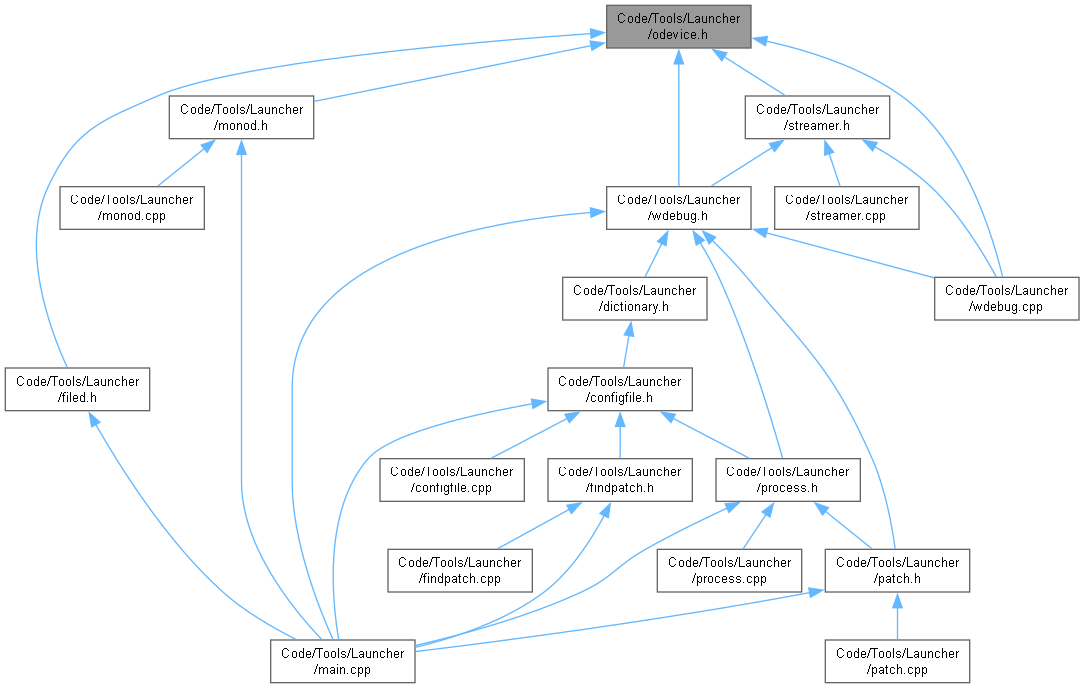 Code/Tools/Launcher
/odevice.h
Code/Tools/Launcher
/monod.h
Code/Tools/Launcher
/streamer.h
Code/Tools/Launcher
/monod.cpp
Code/Tools/Launcher
/wdebug.h
Code/Tools/Launcher
/streamer.cpp
Code/Tools/Launcher
/dictionary.h
Code/Tools/Launcher
/wdebug.cpp
Code/Tools/Launcher
/filed.h
Code/Tools/Launcher
/configfile.h
Code/Tools/Launcher
/configfile.cpp
Code/Tools/Launcher
/findpatch.h
Code/Tools/Launcher
/process.h
Code/Tools/Launcher
/findpatch.cpp
Code/Tools/Launcher
/process.cpp
Code/Tools/Launcher
/patch.h
Code/Tools/Launcher
/main.cpp
Code/Tools/Launcher
/patch.cpp